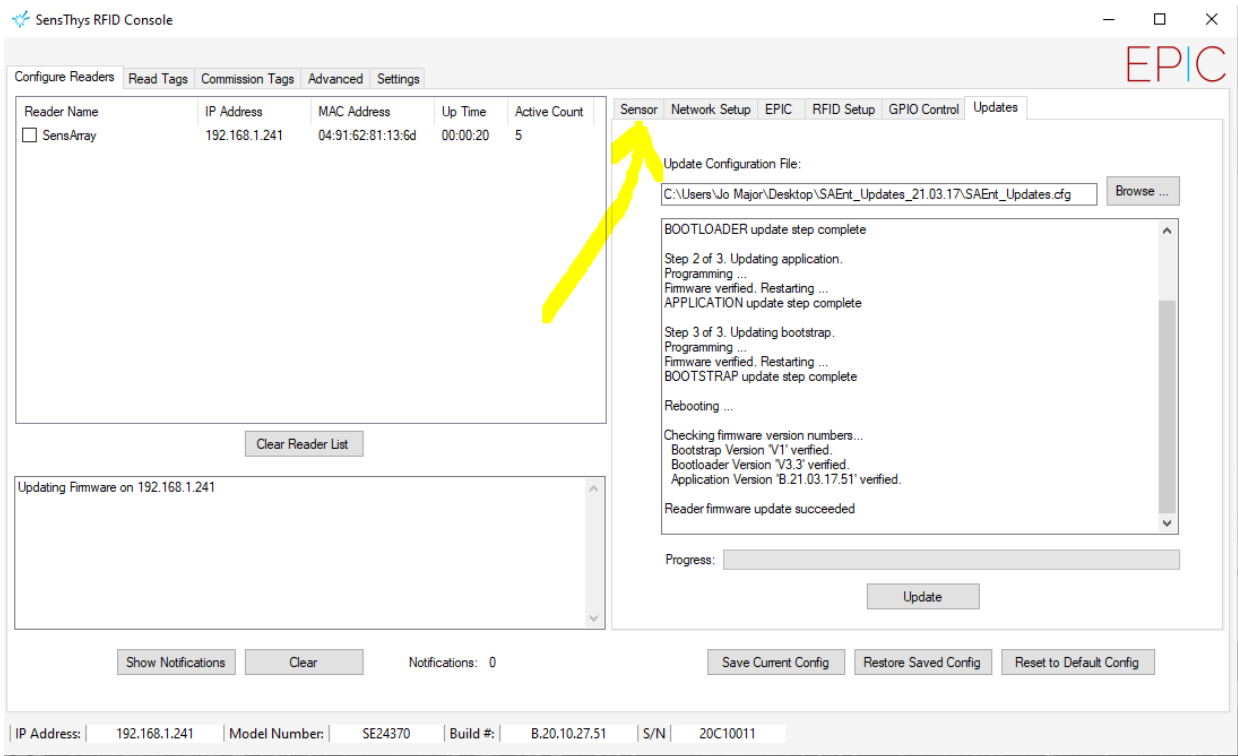 SensThys RFID Console
EPIC
Configure Readers Read Tags Commission Tags Advanced Settings
Reader Name IP Address MAC Address Up Time Active Count
SensArray 192.168.1.241 04:91:62:81:13:6d 00:00:20 5
Clear Reader List
Updating Firmware on 192.168.1.241
Show Notifications Clear Notifications: 0
Sensor Network Setup EPIC RFID Setup GPIO Control Updates
Update Configuration File:
C:\Users\Jo Major\Desktop\SAEnt_Updates_21.03.17\SAEnt_Updates.cfg Browse ...
BOOTLOADER update step complete
Step 2 of 3. Updating application.
Programming ...
Firmware verified. Restarting ...
APPLICATION update step complete
Step 3 of 3. Updating bootstrap.
Programming ...
Firmware verified. Restarting ...
BOOTSTRAP update step complete
Rebooting ...
Checking firmware version numbers...
Bootstrap Version 'V1' verified.
Bootloader Version 'V3.3' verified.
Application Version 'B.21.03.17.51' verified.
Reader firmware update succeeded
Progress:
Update
Save Current Config Restore Saved Config Reset to Default Config
IP Address: 192.168.1.241 Model Number: SE24370 Build #: B.20.10.27.51 S/N 20C10011